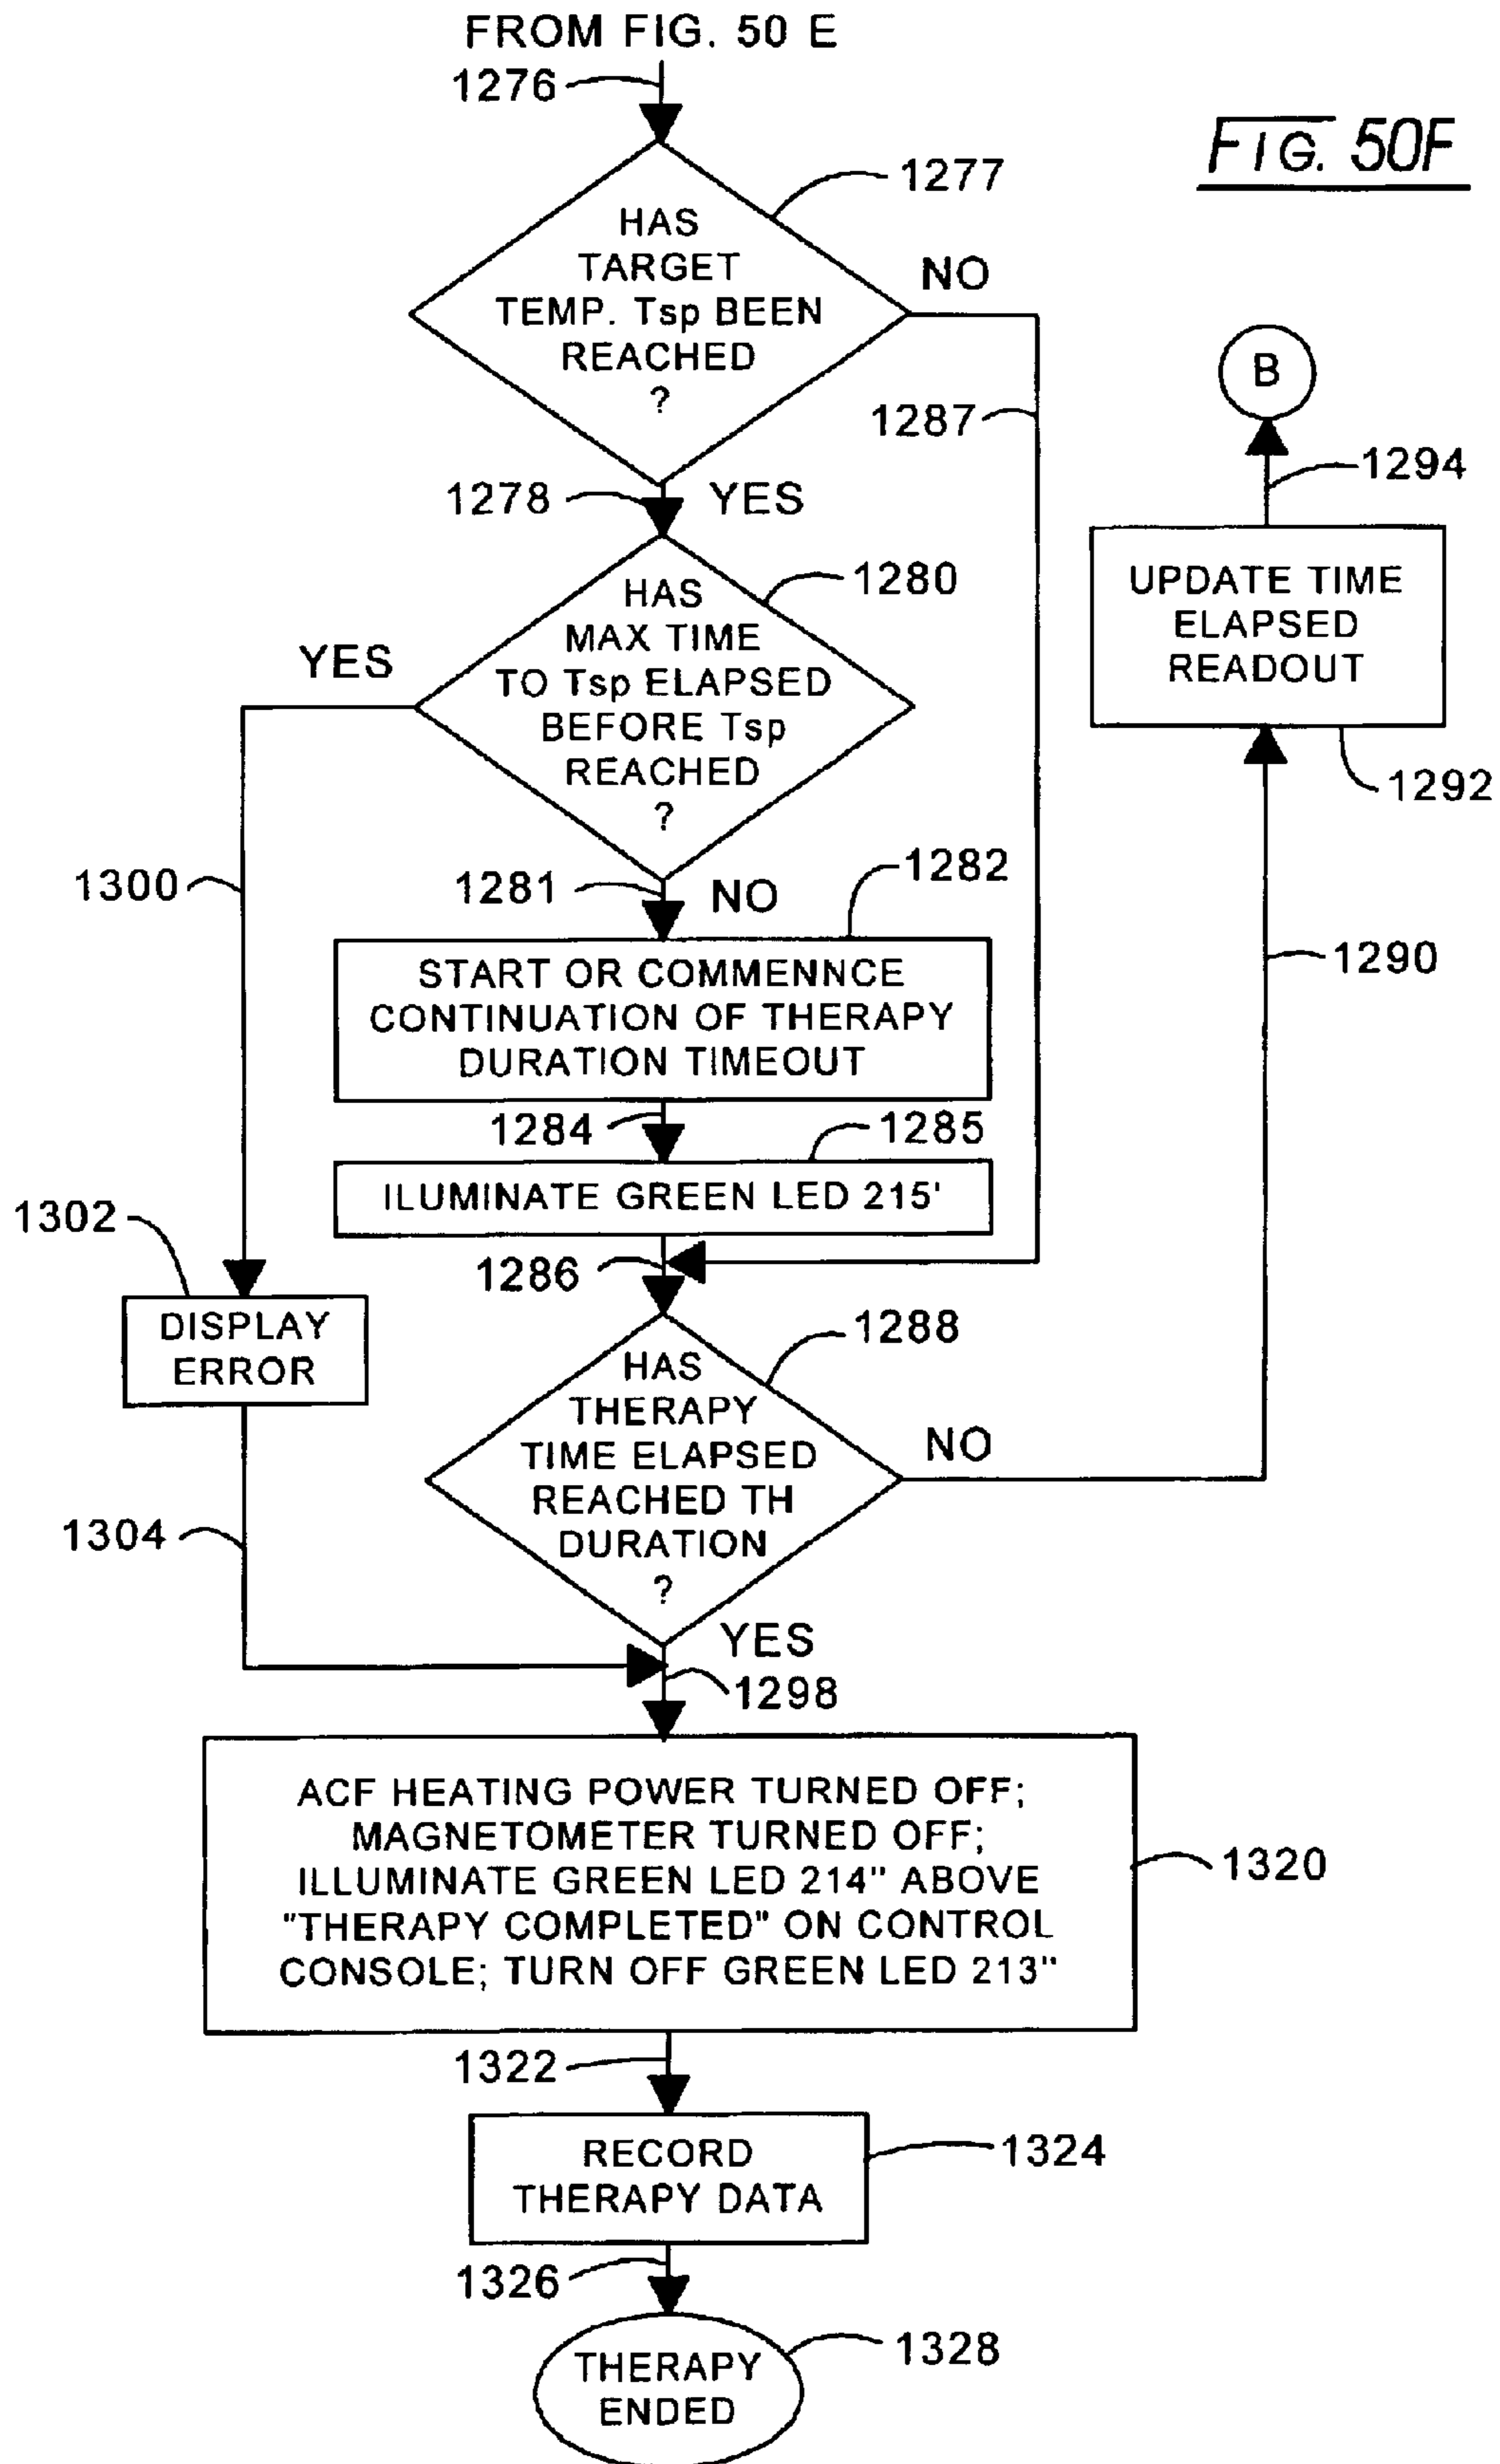 FROM FIG. 50 E
1276
FIG. 50F
1277
HAS
TARGET
TEMP. Tsp BEEN
REACHED
?
NO
B
1287
1294
1278
YES
1280
HAS
MAX TIME
TO Tsp ELAPSED
BEFORE Tsp
REACHED
?
YES
UPDATE TIME
ELAPSED
READOUT
1292
1300
1281
NO
1282
1290
START OR COMMENNCE
CONTINUATION OF THERAPY
DURATION TIMEOUT
1284
1285
ILUMINATE GREEN LED 215'
1302
1286
DISPLAY
ERROR
1288
HAS
THERAPY
TIME ELAPSED
REACHED TH
DURATION
?
NO
1304
YES
1298
ACF HEATING POWER TURNED OFF;
MAGNETOMETER TURNED OFF;
ILLUMINATE GREEN LED 214" ABOVE
"THERAPY COMPLETED" ON CONTROL
CONSOLE; TURN OFF GREEN LED 213"
1320
1322
RECORD
THERAPY DATA
1324
1326
THERAPY
ENDED
1328